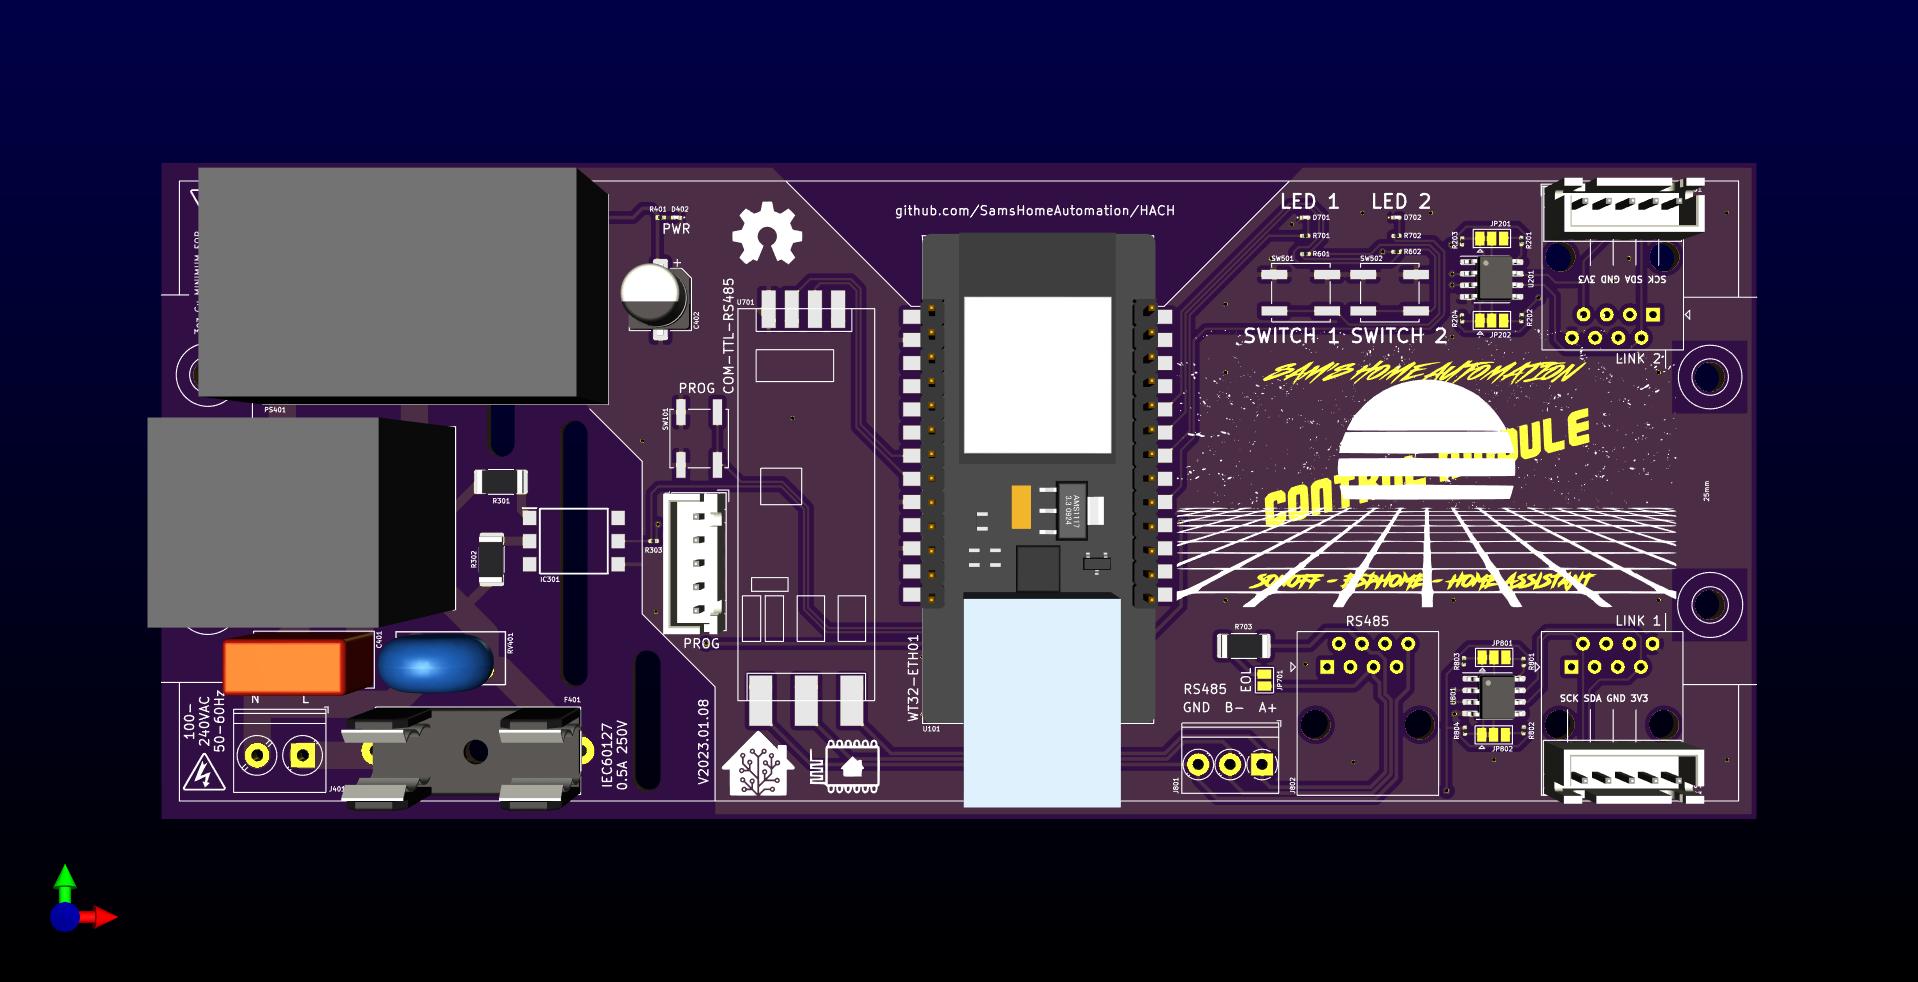 github.com/SamsHomeAutomation/HACH
LED 1
LED 2
R401 D402
PWR
+
C402
COM-TTL-RS485
U701
D701
R701
R601
D702
R702
R602
SW501
SW502
SWITCH 1
SWITCH 2
JP201
R203
R201
U201
R204
R202
JP202
SCK SDA GND 3V3
LINK 2
PS401
PROG
SW101
SAM'S HOME AUTOMATION
CONTROL MODULE
SONOFF - ESPHOME - HOME ASSISTANT
25mm
AMS1117
3.3 0924
R301
R302
IC301
R303
PROG
C401
RV401
N
L
100-
240VAC
50-60Hz
J401
F401
IEC60127
0.5A 250V
V2023.01.08
WT32-ETH01
U101
R703
EOL
JP701
RS485
GND B- A+
J801
J802
RS485
JP801
R803
R801
U801
R804
R802
JP802
LINK 1
SCK SDA GND 3V3